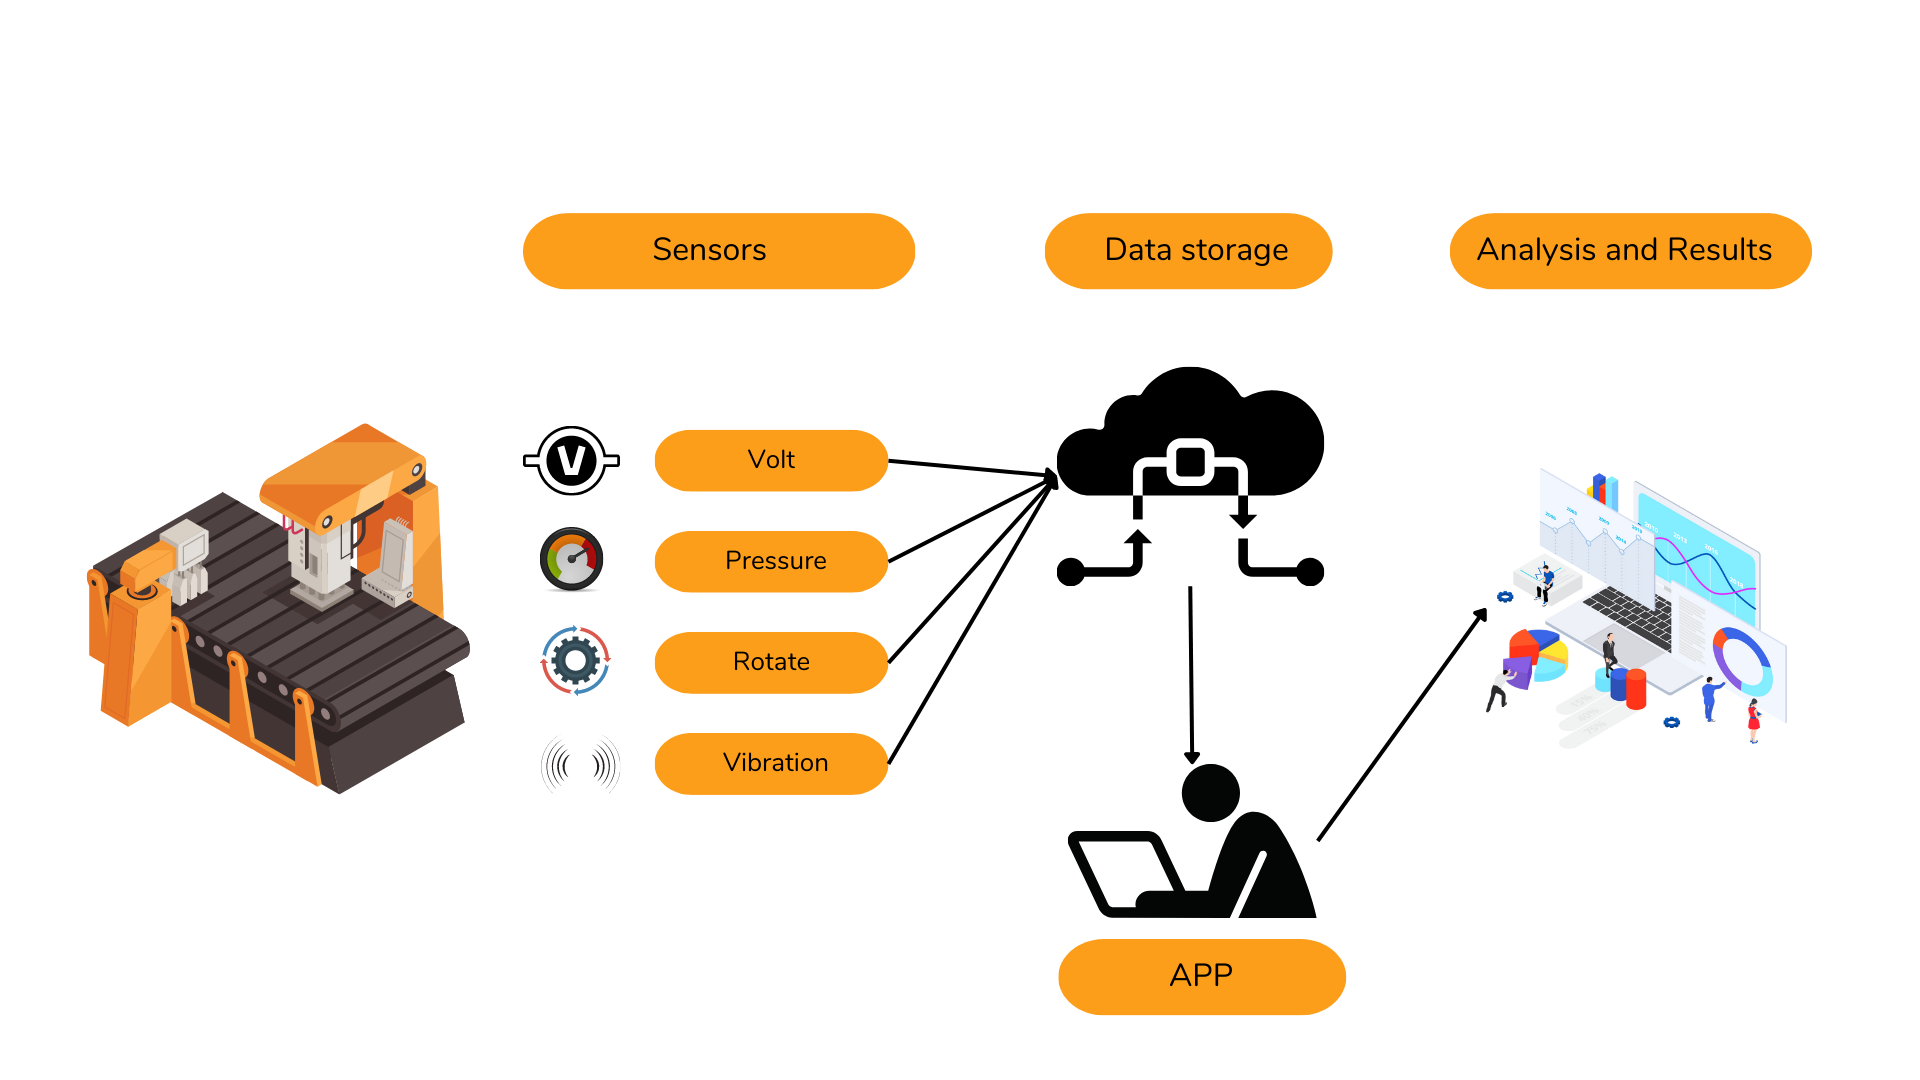 Sensors
Data storage
Analysis and Results
V
Volt
Pressure
Rotate
Vibration
APP